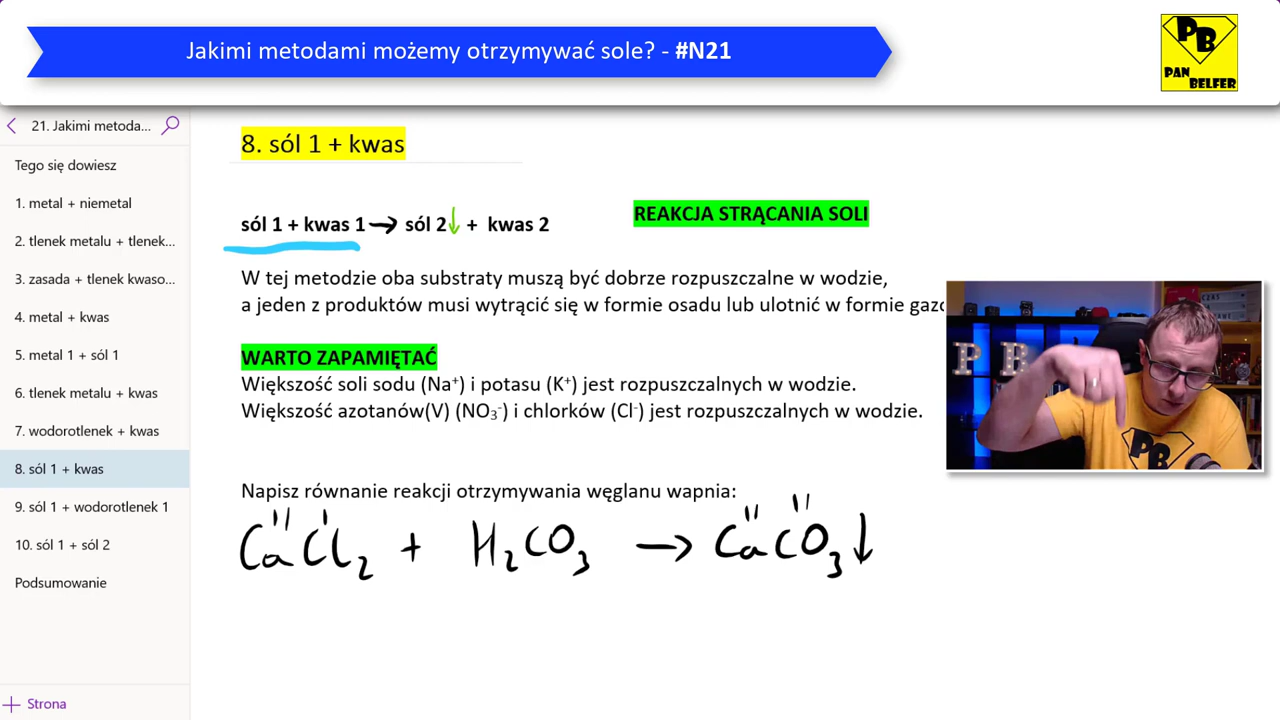 Jakimi metodami możemy otrzymywać sole? - #N21
PB
PAN
BELFER
21. Jakimi metoda...
Tego się dowiesz
1. metal + niemetal
2. tlenek metalu + tlenek...
3. zasada + tlenek kwaso...
4. metal + kwas
5. metal 1 + sól 1
6. tlenek metalu + kwas
7. wodorotlenek + kwas
8. sól 1 + kwas
9. sól 1 + wodorotlenek 1
10. sól 1 + sól 2
Podsumowanie
Strona
8. sól 1 + kwas
sól 1 + kwas 1 → sól 2↓ + kwas 2
REAKCJA STRĄCANIA SOLI
W tej metodzie oba substraty muszą być dobrze rozpuszczalne w wodzie,
a jeden z produktów musi wytrącić się w formie osadu lub ulotnić w formie
WARTO ZAPAMIĘTAĆ
Większość soli sodu (Na⁺) i potasu (K⁺) jest rozpuszczalnych w wodzie.
Większość azotanów(V) (NO₃⁻) i chlorków (Cl⁻) jest rozpuszczalnych w wodzie.
Napisz równanie reakcji otrzymywania węglanu wapnia:
CaCl₂ + H₂CO₃ → CaCO₃↓
P B
PB